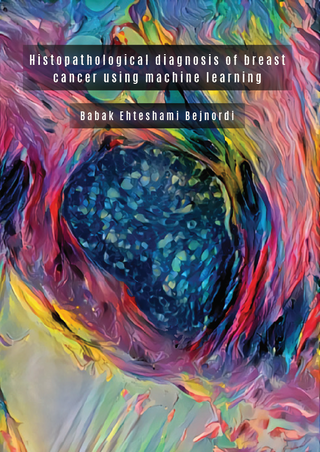 Histopathological diagnosis of breast
cancer using machine learning
Babak Ehteshami Bejnordi